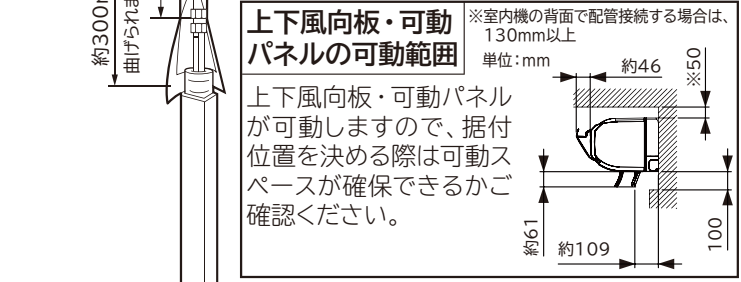 約300m
曲げられま
上下風向板・可動
パネルの可動範囲
※室内機の背面で配管接続する場合は、
130mm以上
単位：mm
上下風向板・可動パネル
が可動しますので、据付
位置を決める際は可動ス
ペースが確保できるかご
確認ください。
約46
※50
約61
約109
100